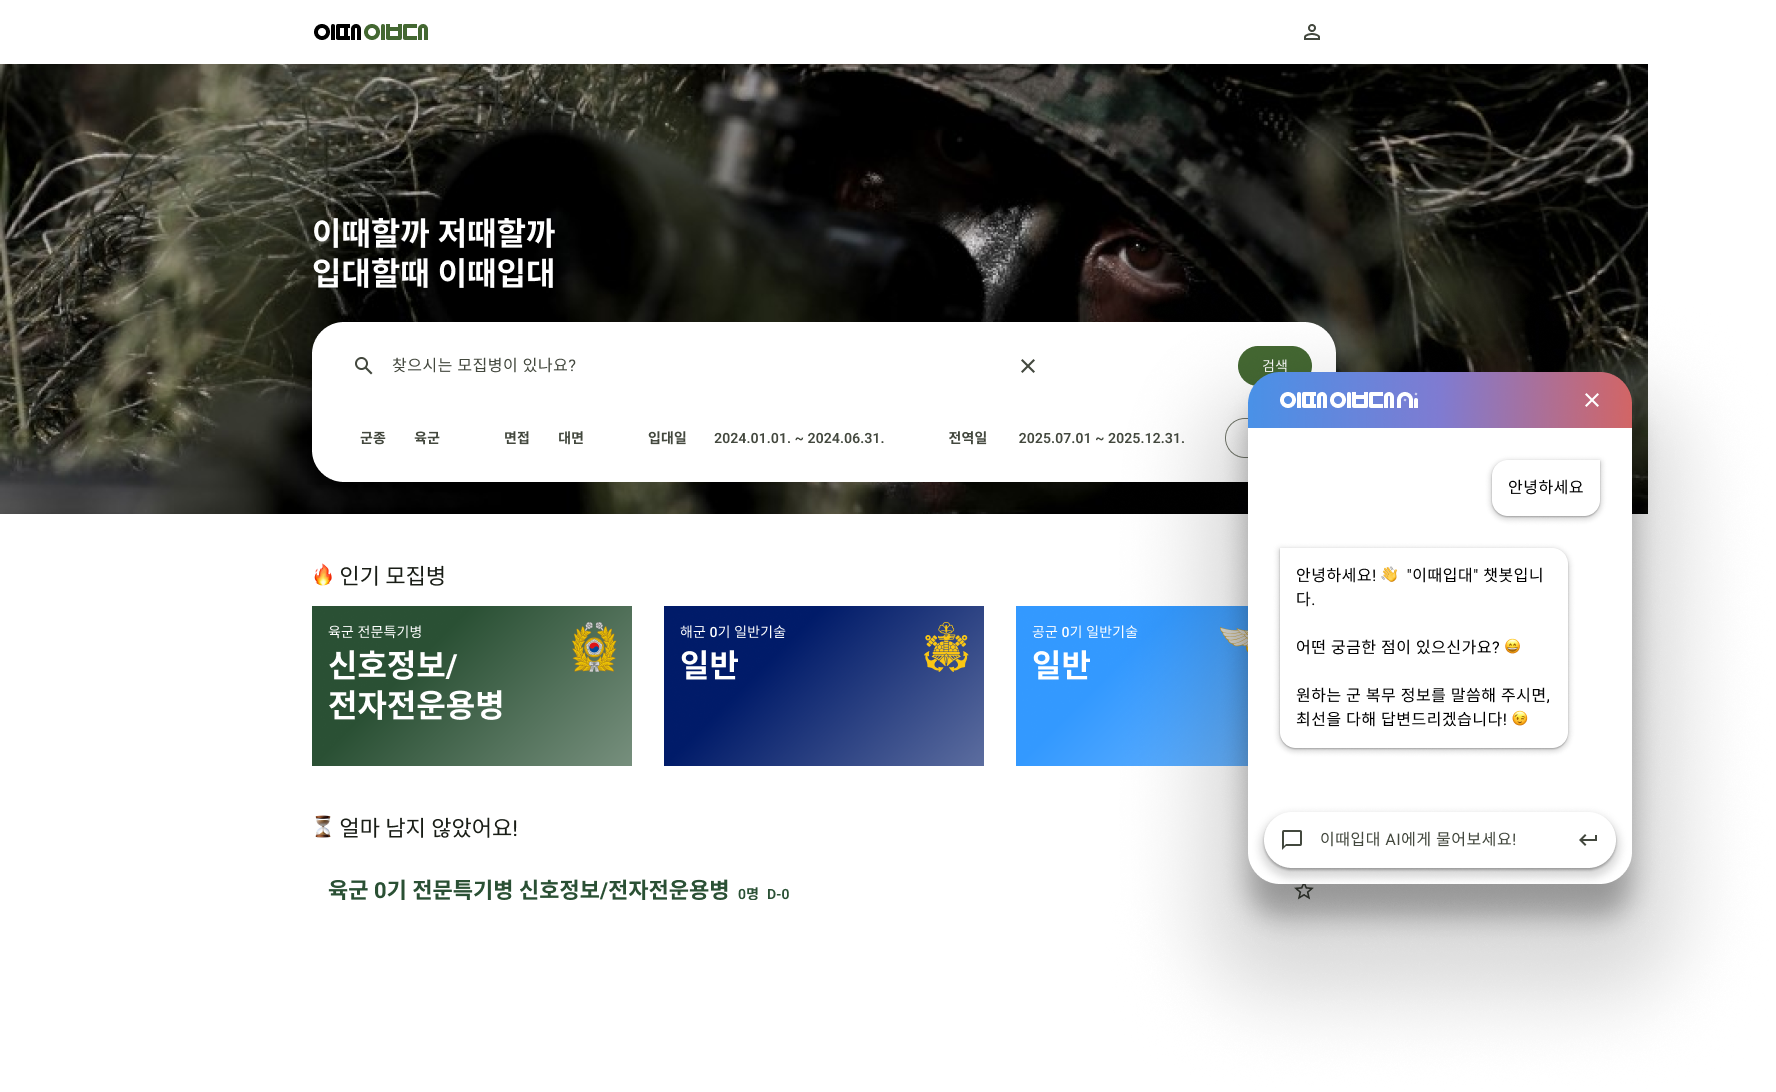 이때입대
이때할까 저때할까
입대할때 이때입대
찾으시는 모집병이 있나요?
검색
군종 육군 면접 대면 입대일 2024.01.01. ~ 2024.06.31. 전역일 2025.07.01 ~ 2025.12.31.
🔥 인기 모집병
육군 전문특기병
신호정보/
전자전운용병
해군 0기 일반기술
일반
공군 0기 일반기술
일반
⏳ 얼마 남지 않았어요!
육군 0기 전문특기병 신호정보/전자전운용병 0명 D-0
이때입대 AI
안녕하세요
안녕하세요! 👋 "이때입대" 챗봇입니
다.
어떤 궁금한 점이 있으신가요? 😄
원하는 군 복무 정보를 말씀해 주시면,
최선을 다해 답변드리겠습니다! 😉
이때입대 AI에게 물어보세요!